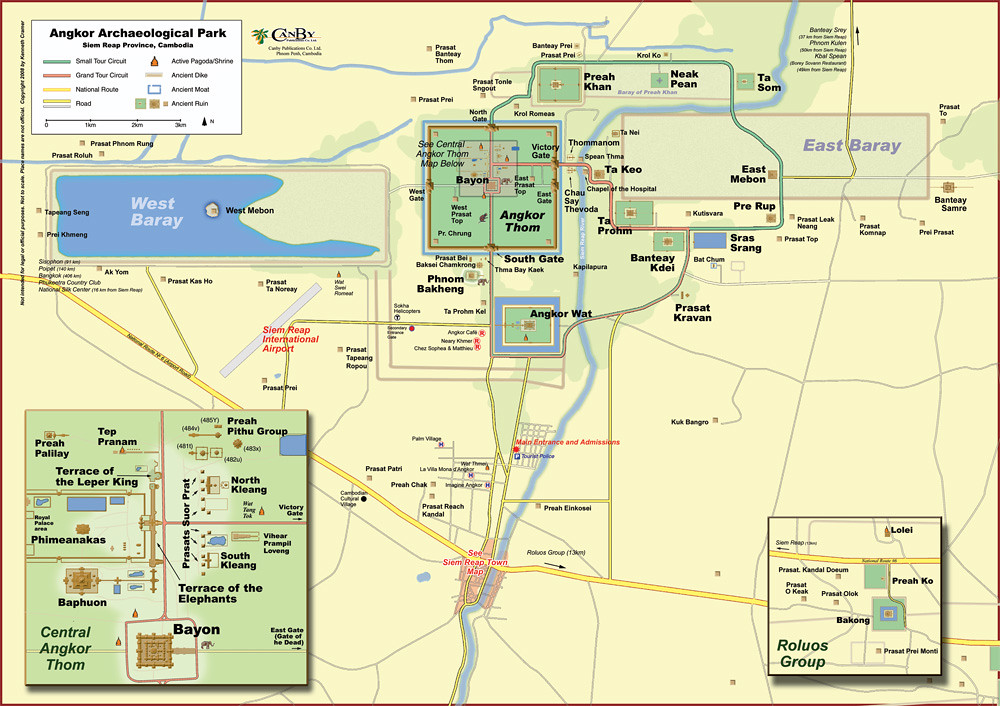 Angkor Archaeological Park
Siem Reap Province, Cambodia
Small Tour Circuit
Grand Tour Circuit
National Route
Road
Active Pagoda/Shrine
Ancient Dike
Ancient Moat
Ancient Ruin
0 1km 2km 3km N
CANBY
PUBLICATIONS CO. LTD.
Canby Publications Co. Ltd.
Phnom Penh, Cambodia
Not intended for legal or official purposes. Not to scale. Place names are not official. Copyright 2008 by Kenneth Cramer
Prasat
Banteay
Thom
Banteay Prei
Prasat Prei
Krol Ko
Banteay Srey
(37 km from Siem Reap)
Phnom Kulen
(50km from Siem Reap)
Kbal Spean
(Borey Sovann Restaurant)
(49km from Siem Reap)
Prasat Tonle
Sngout
Preah
Khan
Neak
Pean
Ta
Som
Baray of Preah Khan
Prasat Prei
North
Gate
Krol Romeas
Prasat
To
Prasat Phnom Rung
Prasat Roluh
See Central
Angkor Thom
Map Below
Victory
Gate
Thommanom
Ta Nei
Spean Thma
Ta Keo
East Baray
East
Mebon
Banteay
Samre
West
Baray
West Mebon
West
Gate
Bayon
East
Prasat
Top
East
Gate
Chapel of the Hospital
Chau
Say
Thevoda
West
Prasat
Top
Angkor
Thom
Pr. Chrung
Ta
Prohm
Kutisvara
Pre Rup
Prasat Leak
Neang
Prasat
Komnap
Prei Prasat
Tapeang Seng
Prei Khmeng
Siem Reap River
Banteay
Kdei
Sras
Srang
Prasat Top
Bat Chum
Sisophon (91 km)
Poipet (140 km)
Bangkok (406 km)
Phukeetra Country Club
National Silk Center (16 km from Siem Reap)
Ak Yom
Prasat Kas Ho
Prasat
Ta Noreay
Wat
Swei
Romeat
Prasat Bei
Baksei Chamkrong
South Gate
Thma Bay Kaek
Kapilapura
Phnom
Bakheng
Ta Prohm Kel
Angkor Wat
Prasat
Kravan
Sokha
Helicopters
Secondary
Entrance
Gate
Angkor Café
Neary Khmer
Chez Sophea & Matthieu
Siem Reap
International
Airport
National Route Nº 6 (Airport Road)
Prasat
Tapeang
Ropou
Prasat Prei
Kuk Bangro
Palm Village
Main Entrance and Admissions
Tourist Police
Wat Thmei
La Villa Mona d'Angkor
Imagine Angkor
Prasat Patri
Preah Chak
Cambodian
Cultural
Village
Prasat Reach
Kandal
Preah Einkosei
See
Siem Reap Town
Map
Roluos Group (13km)
Preah
Palilay
Tep
Pranam
(485Y)
(484v)
(481t)
(483x)
(482u)
Preah
Pithu Group
Terrace of
the Leper King
North
Kleang
Prasats Suor Prat
Wat
Tang
Tok
Victory
Gate
Royal
Palace
area
Phimeanakas
Vihear
Prampil
Loveng
South
Kleang
Baphuon
Terrace of the
Elephants
Central
Angkor
Thom
Bayon
East Gate
(Gate of
he Dead)
Lolei
Siem Reap (13km)
National Route #6
Prasat. Kandal Doeum
Preah Ko
Prasat
O Keak
Prasat Olok
Bakong
Roluos
Group
Prasat Prei Monti